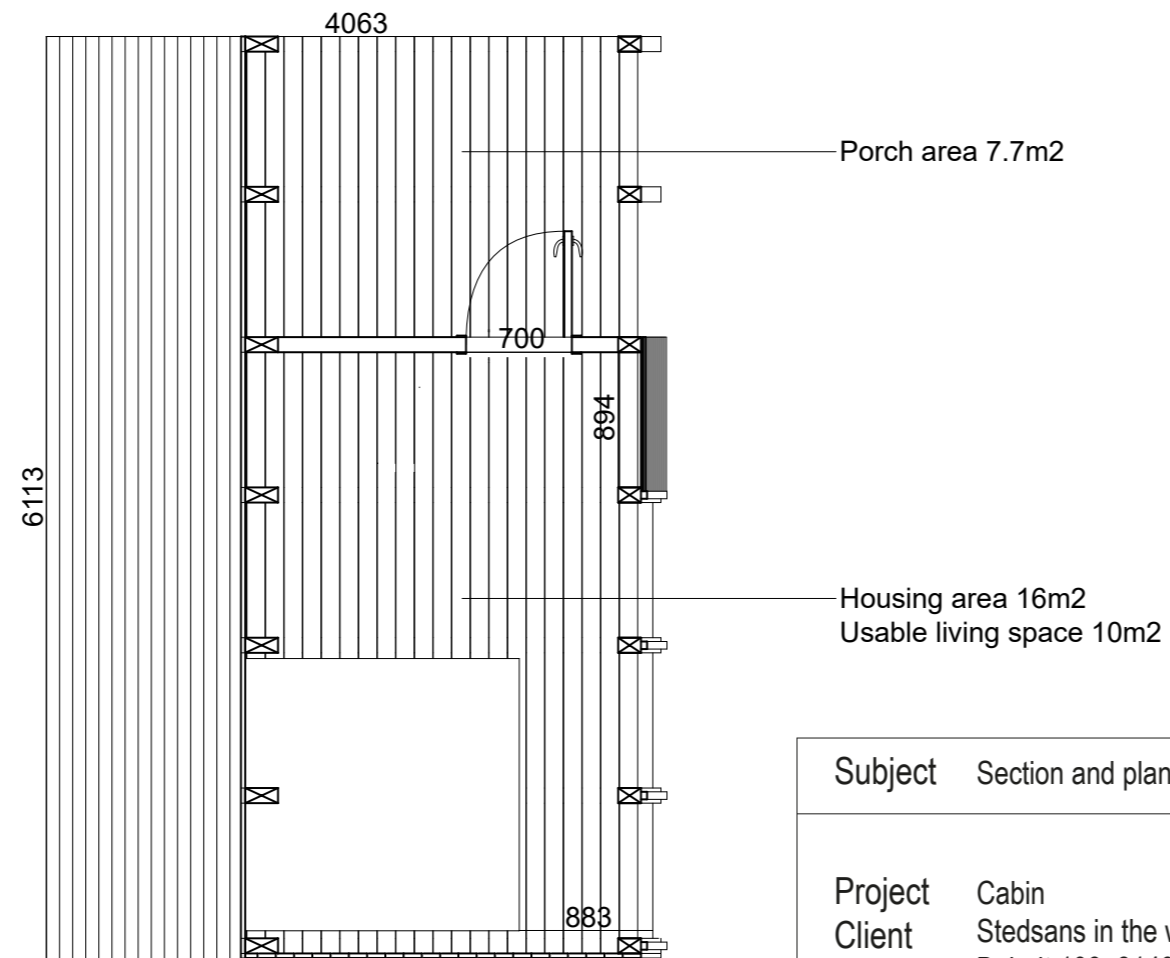 4063
Porch area 7.7m2
700
894
6113
Housing area 16m2
Usable living space 10m2
Subject Section and plan
883
Project Cabin
Client Stedsans in the